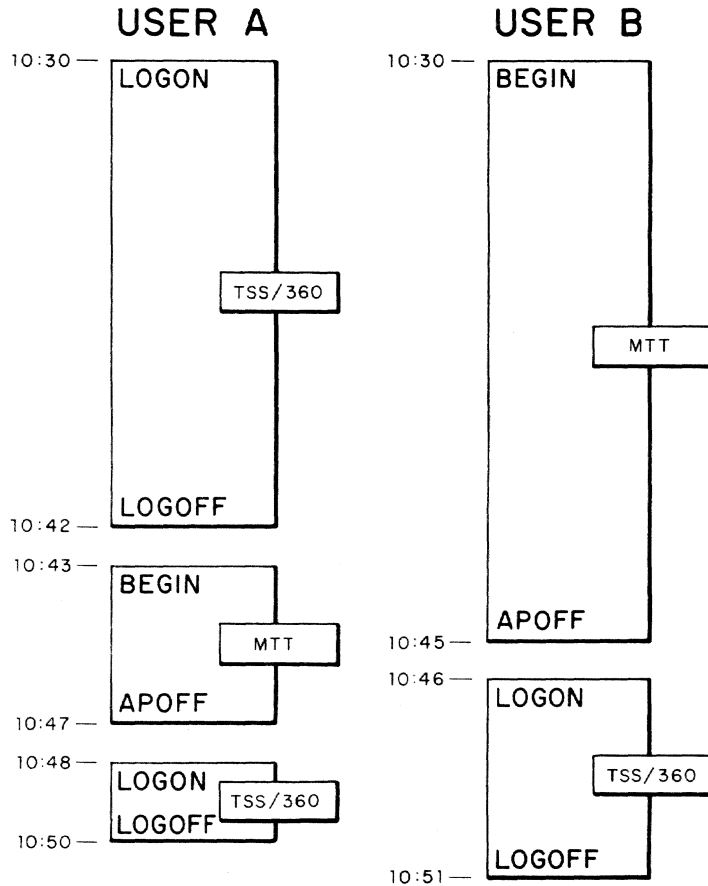 USER A
10:30
LOGON
TSS/360
LOGOFF
10:42
10:43
BEGIN
MTT
APOFF
10:47
10:48
LOGON
TSS/360
LOGOFF
10:50
USER B
10:30
BEGIN
MTT
APOFF
10:45
10:46
LOGON
TSS/360
LOGOFF
10:51